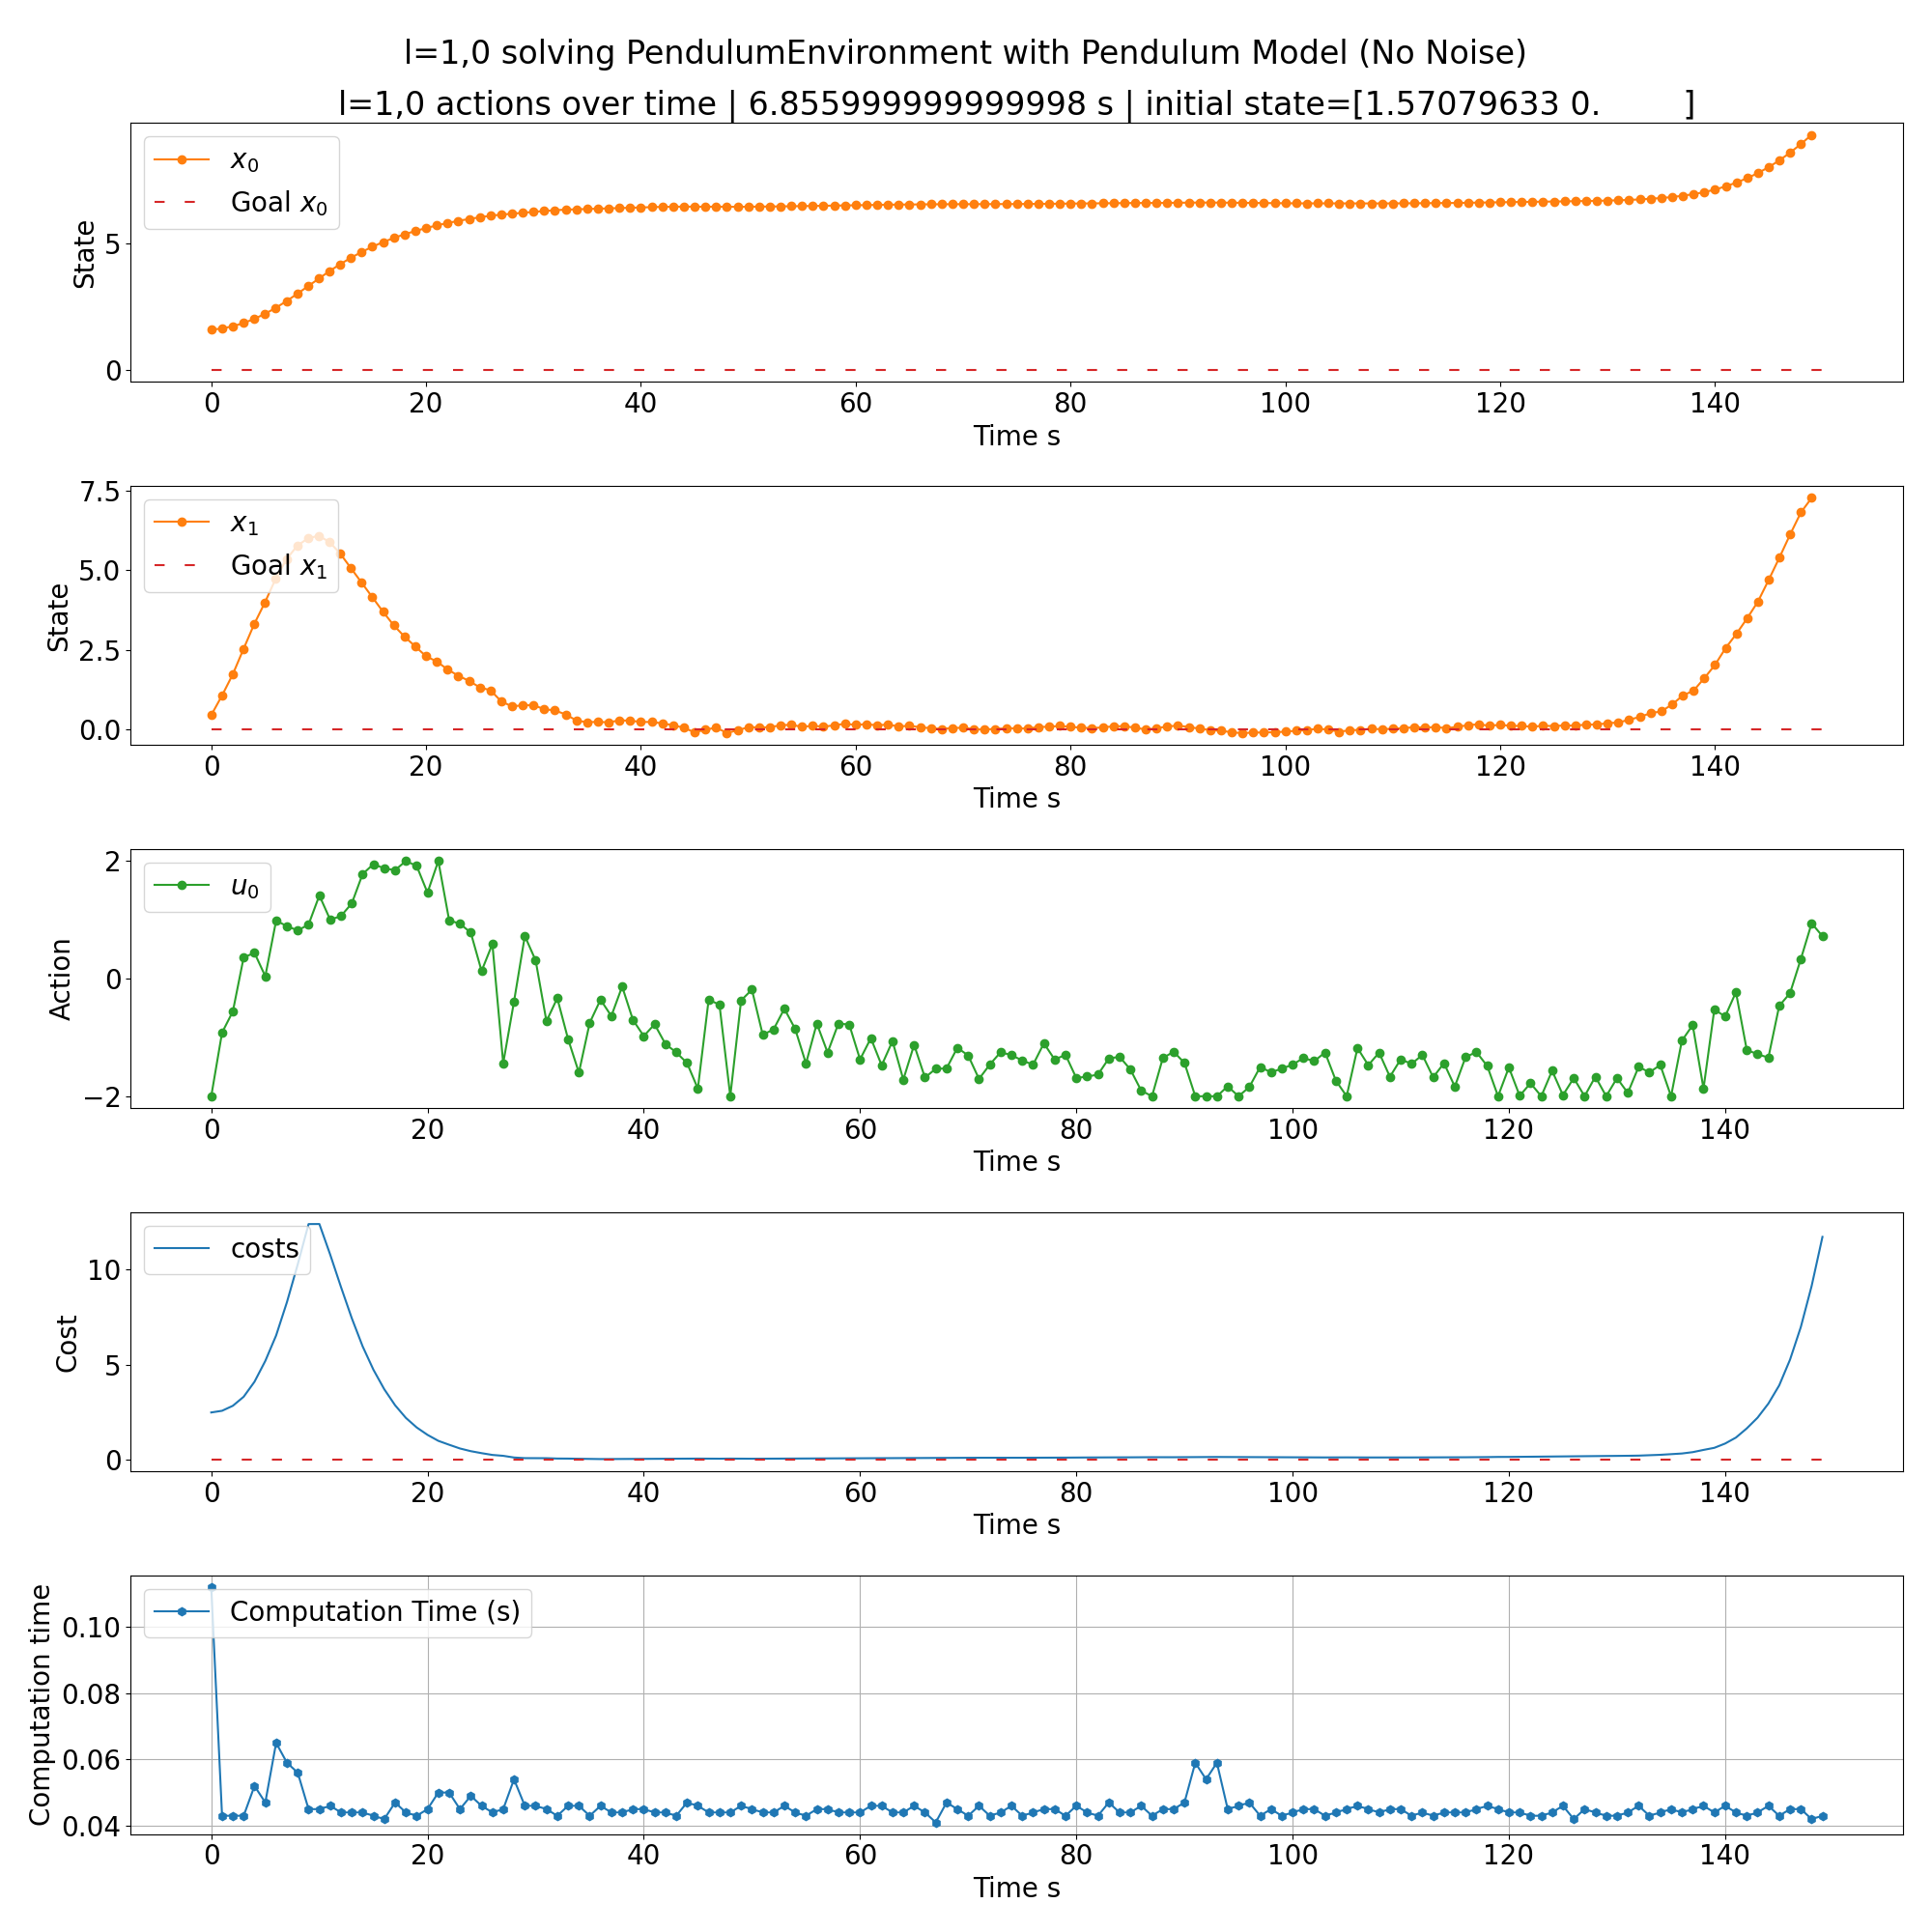 l=1,0 solving PendulumEnvironment with Pendulum Model (No Noise)
l=1,0 actions over time | 6.855999999999998 s | initial state=[1.57079633 0.        ]
x_0
Goal x_0
State
5
0
0 20 40 60 80 100 120 140
Time s
x_1
Goal x_1
State
7.5
5.0
2.5
0.0
0 20 40 60 80 100 120 140
Time s
u_0
Action
2
0
−2
0 20 40 60 80 100 120 140
Time s
costs
Cost
10
5
0
0 20 40 60 80 100 120 140
Time s
Computation Time (s)
Computation time
0.10
0.08
0.06
0.04
0 20 40 60 80 100 120 140
Time s